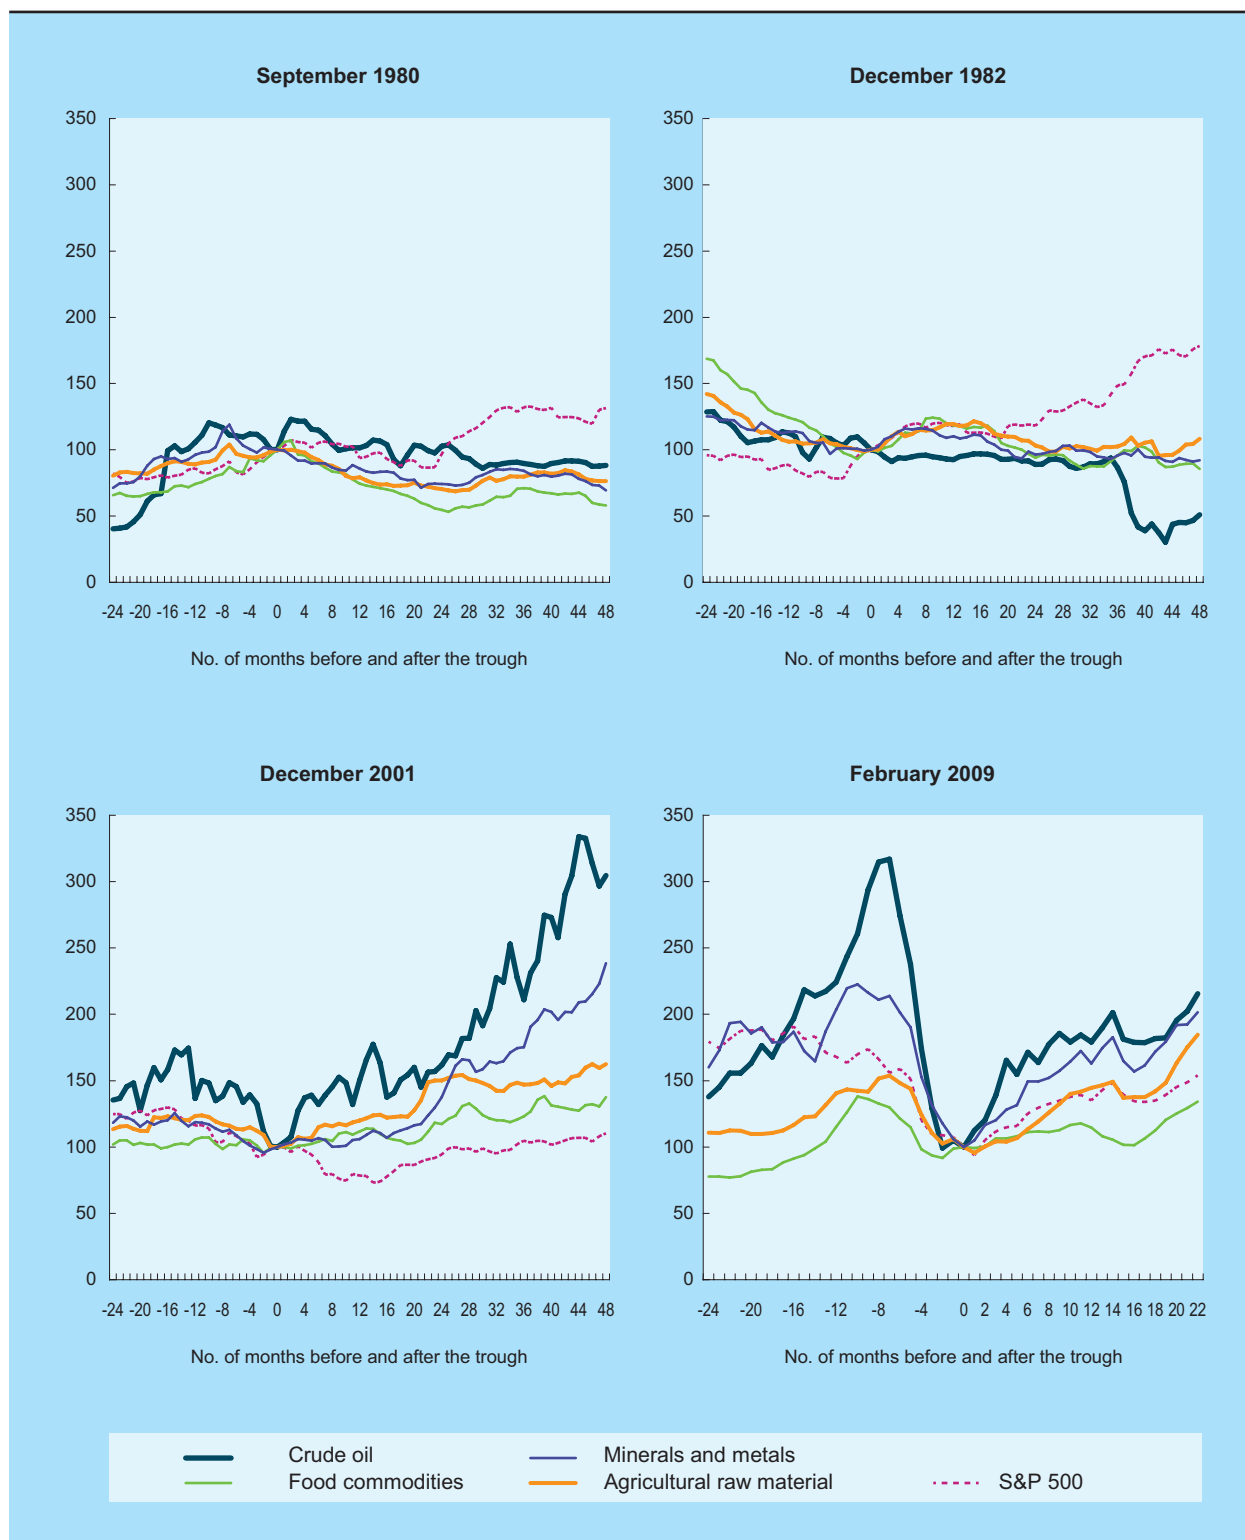 September 1980
350
300
250
200
150
100
50
0
-24 -20 -16 -12 -8 -4 0 4 8 12 16 20 24 28 32 36 40 44 48
No. of months before and after the trough
December 1982
350
300
250
200
150
100
50
0
-24 -20 -16 -12 -8 -4 0 4 8 12 16 20 24 28 32 36 40 44 48
No. of months before and after the trough
December 2001
350
300
250
200
150
100
50
0
-24 -20 -16 -12 -8 -4 0 4 8 12 16 20 24 28 32 36 40 44 48
No. of months before and after the trough
February 2009
350
300
250
200
150
100
50
0
-24 -20 -16 -12 -8 -4 0 2 4 6 8 10 12 14 16 18 20 22
No. of months before and after the trough
Crude oil
Minerals and metals
Food commodities
Agricultural raw material
S&P 500